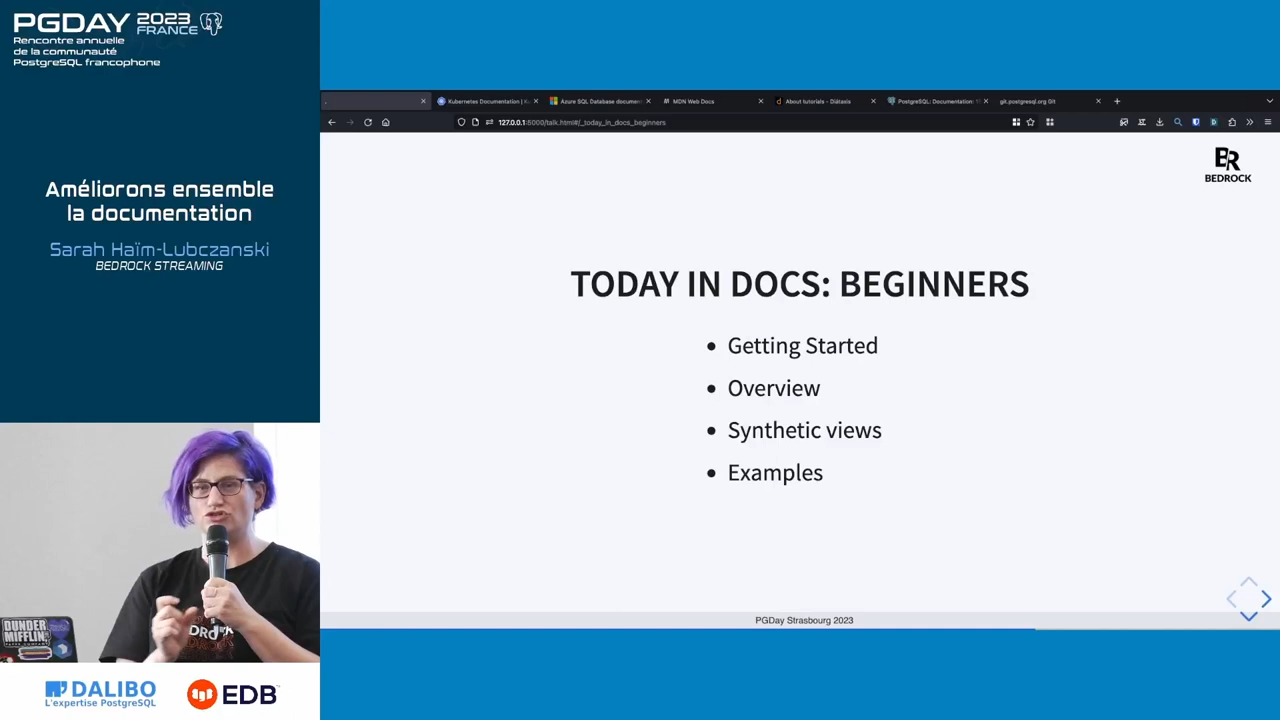 PGDAY 2023 FRANCE
Rencontre annuelle
de la communauté
PostgreSQL francophone
Améliorons ensemble
la documentation
Sarah Haïm-Lubczanski
BEDROCK STREAMING
Kubernetes Documentation | K
Azure SQL Database document
MDN Web Docs
About tutorials - Diátaxis
PostgreSQL: Documentation:
git.postgresql.org Git
127.0.0.1:8000/talk.html#/_today_in_docs_beginners
BR
BEDROCK
TODAY IN DOCS: BEGINNERS
Getting Started
Overview
Synthetic views
Examples
PGDay Strasbourg 2023
DUNDER
MIFFLIN
DALIBO
L'expertise PostgreSQL
EDB